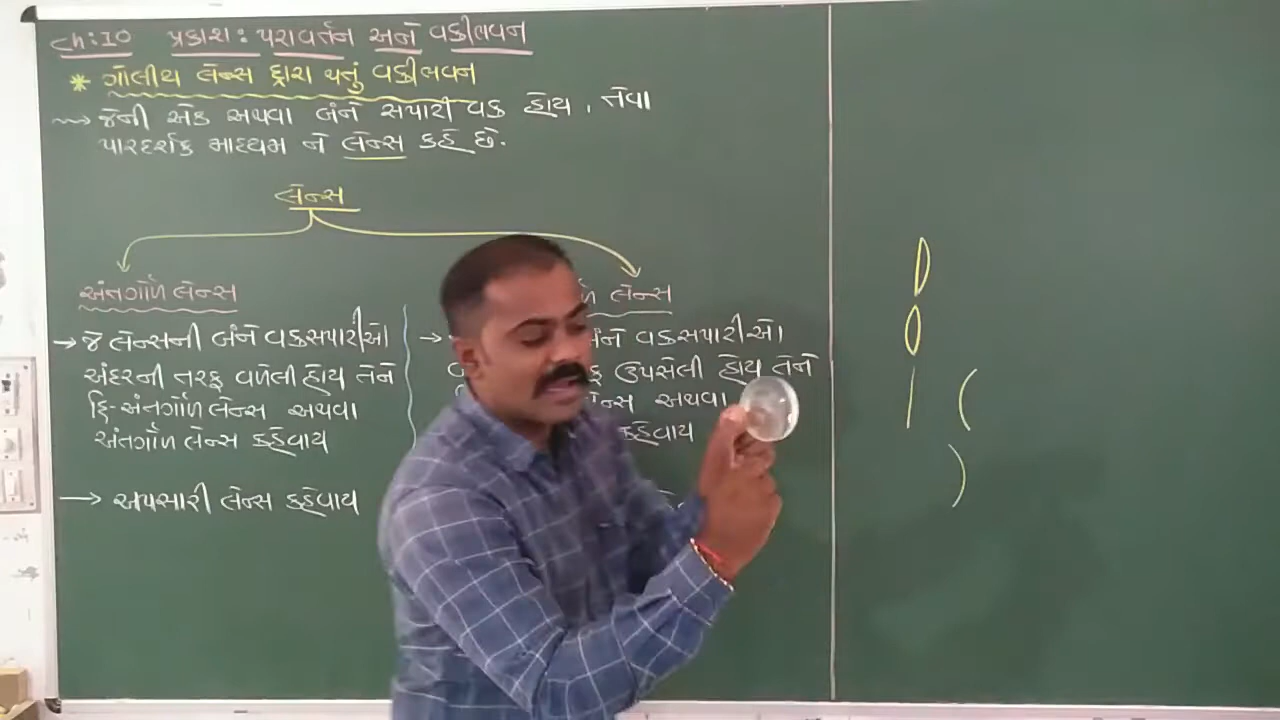 ch:10 પ્રકાશ: પરાવર્તન અને વક્રીભવન
* ગોલીય લેન્સ દ્વારા થતું વક્રીભવન
જેની એક અથવા બંને સપાટી વક્ર હોય, તેવા
પારદર્શક માધ્યમ ને લેન્સ કહે છે.
લેન્સ
અંતર્ગોળ લેન્સ
→ જે લેન્સની બંને વક્રસપાટીઓ
અંદરની તરફ વળેલી હોય તેને
દ્વિ-અંતર્ગોળ લેન્સ અથવા
અંતર્ગોળ લેન્સ કહેવાય
→ અપસારી લેન્સ કહેવાય
લેન્સ
→ બંને વક્રસપાટીઓ
ઉપસેલી હોય તેને
લેન્સ અથવા
કહેવાય